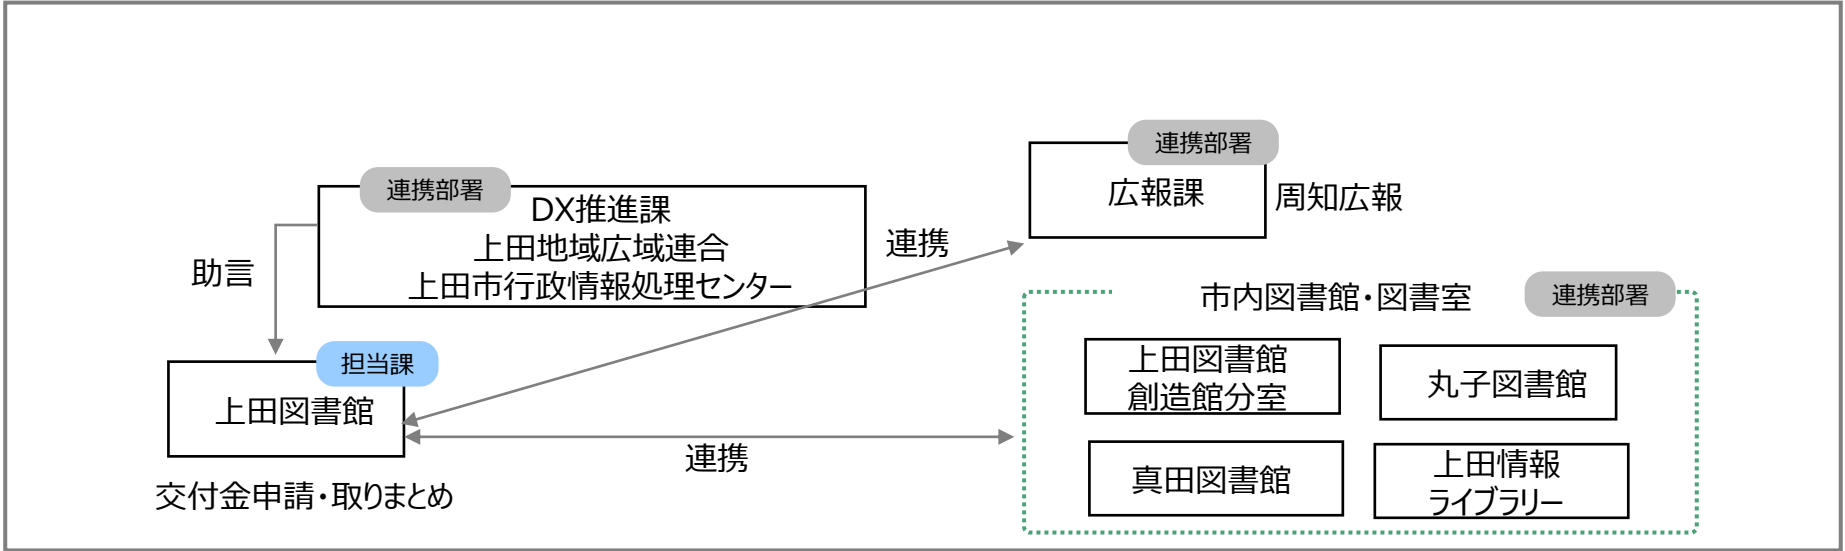 連携部署
DX推進課
上田地域広域連合
上田市行政情報処理センター
助言
担当課
上田図書館
交付金申請・取りまとめ
連携
連携
連携部署
広報課
周知広報
市内図書館・図書室
連携部署
上田図書館
創造館分室
丸子図書館
真田図書館
上田情報
ライブラリー